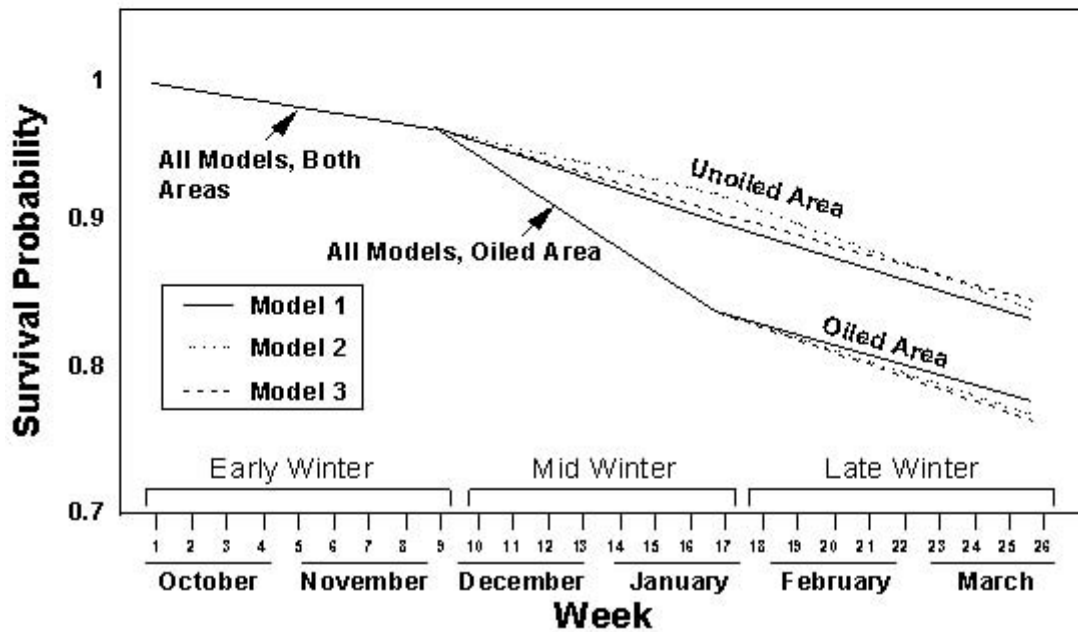 Survival Probability
1
0.9
0.8
0.7
All Models, Both
Areas
All Models, Oiled Area
Unoiled Area
Oiled Area
Model 1
Model 2
Model 3
Early Winter Mid Winter Late Winter
1 2 3 4 5 6 7 8 9 10 11 12 13 14 15 16 17 18 19 20 21 22 23 24 25 26
October November December January February March
Week